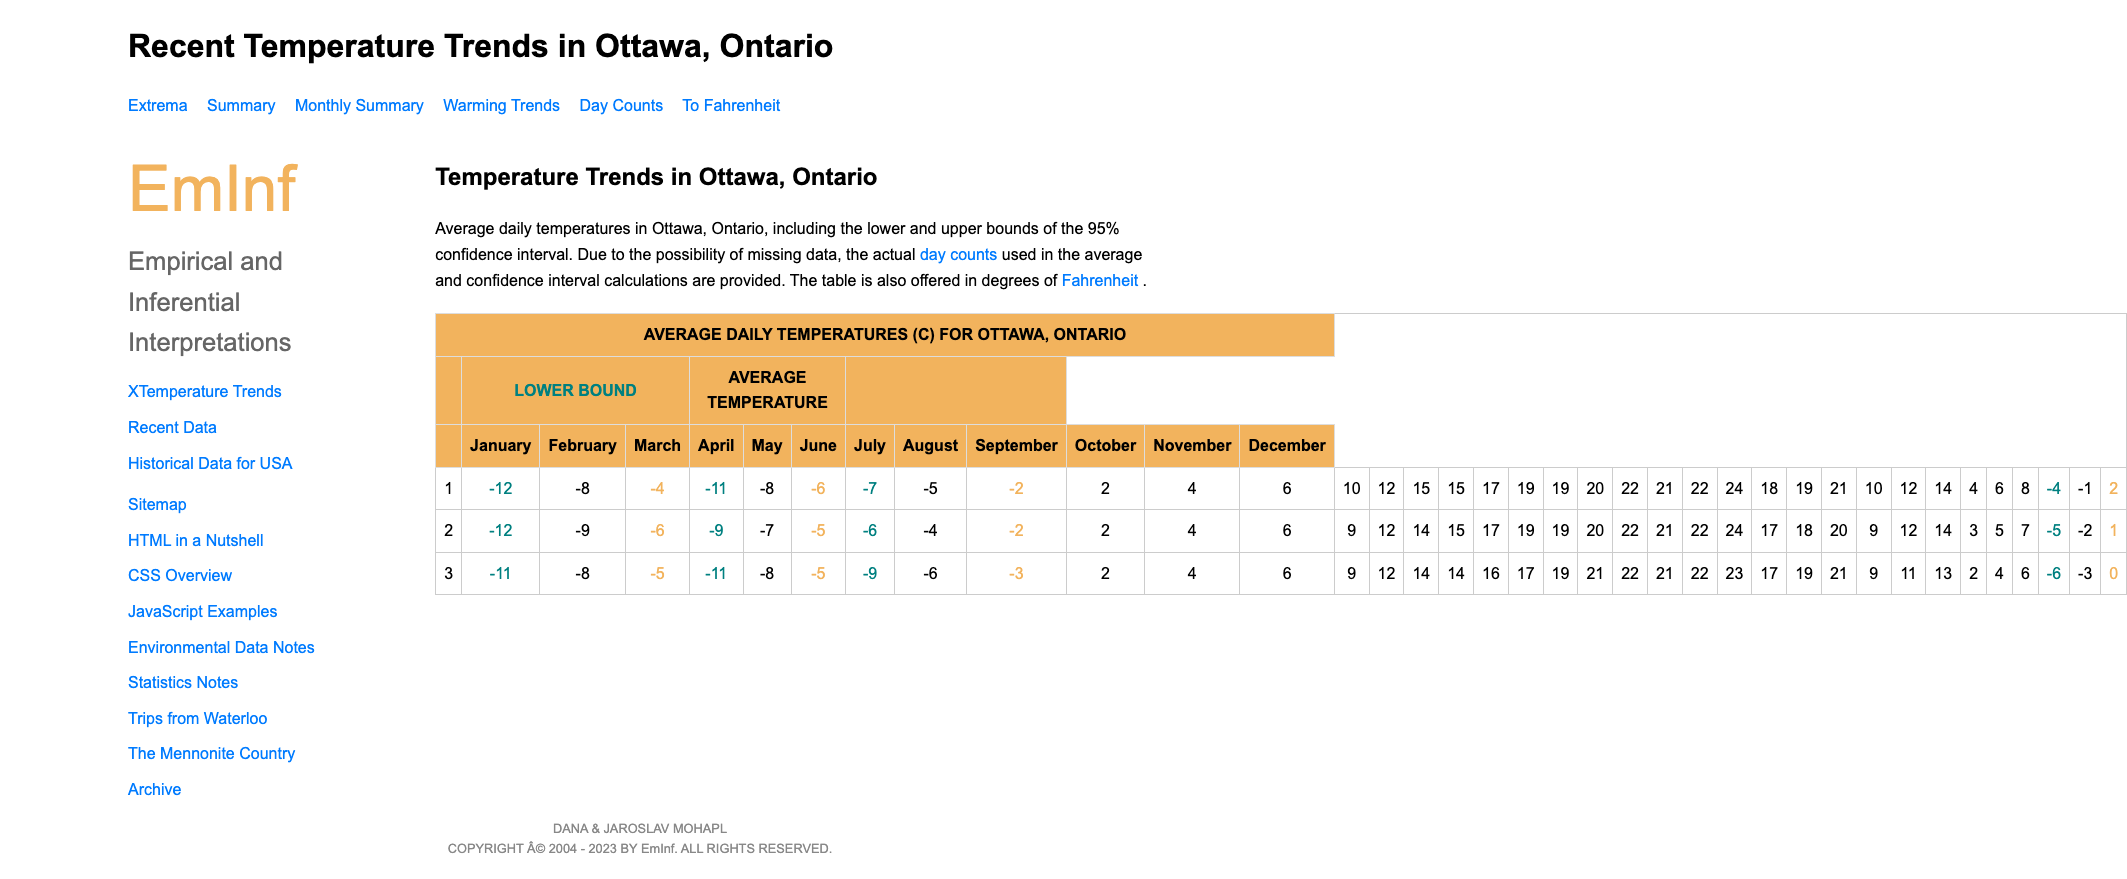 Recent Temperature Trends in Ottawa, Ontario
Extrema Summary Monthly Summary Warming Trends Day Counts To Fahrenheit
EmInf
Empirical and
Inferential
Interpretations
XTemperature Trends
Recent Data
Historical Data for USA
Sitemap
HTML in a Nutshell
CSS Overview
JavaScript Examples
Environmental Data Notes
Statistics Notes
Trips from Waterloo
The Mennonite Country
Archive
Temperature Trends in Ottawa, Ontario
Average daily temperatures in Ottawa, Ontario, including the lower and upper bounds of the 95%
confidence interval. Due to the possibility of missing data, the actual day counts used in the average
and confidence interval calculations are provided. The table is also offered in degrees of Fahrenheit .
AVERAGE DAILY TEMPERATURES (C) FOR OTTAWA, ONTARIO
LOWER BOUND AVERAGE
TEMPERATURE
January February March April May June July August September October November December
1 -12 -8 -4 -11 -8 -6 -7 -5 -2 2 4 6 10 12 15 15 17 19 19 20 22 21 22 24 18 19 21 10 12 14 4 6 8 -4 -1 2
2 -12 -9 -6 -9 -7 -5 -6 -4 -2 2 4 6 9 12 14 15 17 19 19 20 22 21 22 24 17 18 20 9 12 14 3 5 7 -5 -2 1
3 -11 -8 -5 -11 -8 -5 -9 -6 -3 2 4 6 9 12 14 14 16 17 19 21 22 21 22 23 17 19 21 9 11 13 2 4 6 -6 -3 0
DANA & JAROSLAV MOHAPL
COPYRIGHT Â© 2004 - 2023 BY EmInf. ALL RIGHTS RESERVED.